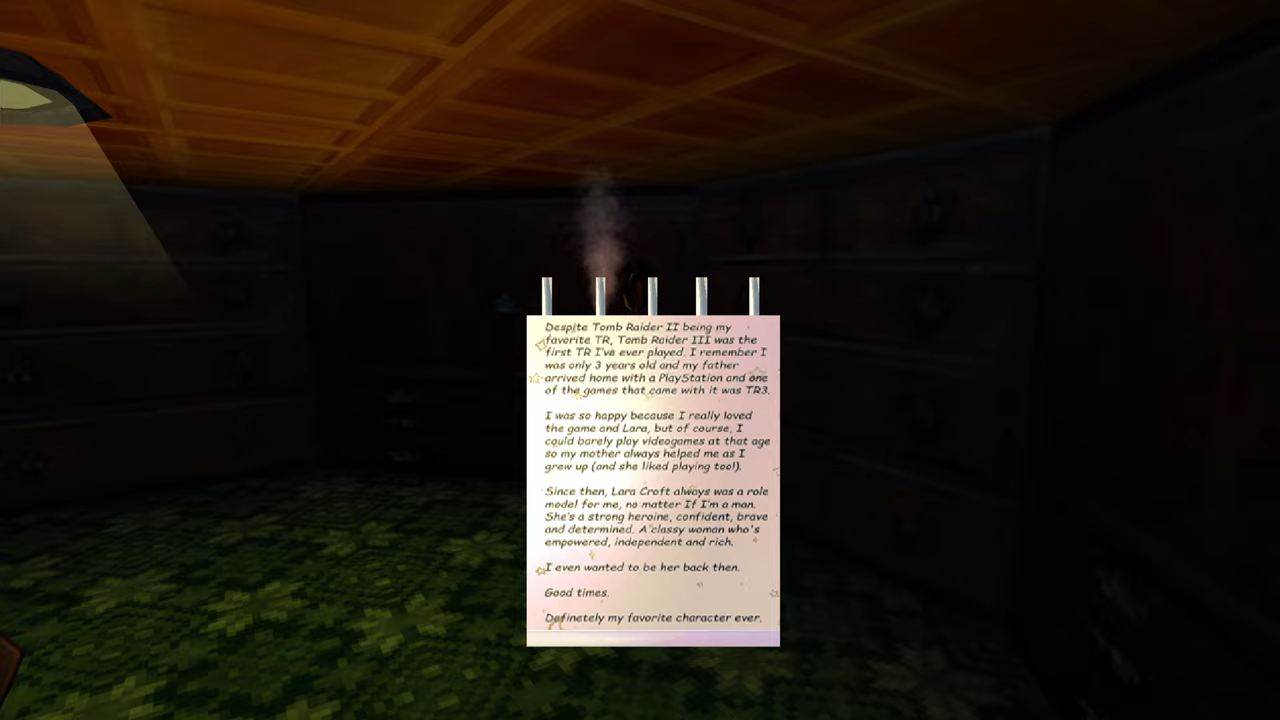 Despite Tomb Raider II being my
favorite TR, Tomb Raider III was the
first TR I've ever played. I remember I
was only 3 years old and my father
arrived home with a PlayStation and one
of the games that came with it was TR3.
I was so happy because I really loved
the game and Lara, but of course, I
could barely play videogames at that age
so my mother always helped me as I
grew up (and she liked playing too!).
Since then, Lara Croft always was a role
model for me, no matter If I'm a man.
She's a strong heroine, confident, brave
and determined. A classy woman who's
empowered, independent and rich.
I even wanted to be her back then.
Good times.
Definetely my favorite character ever.